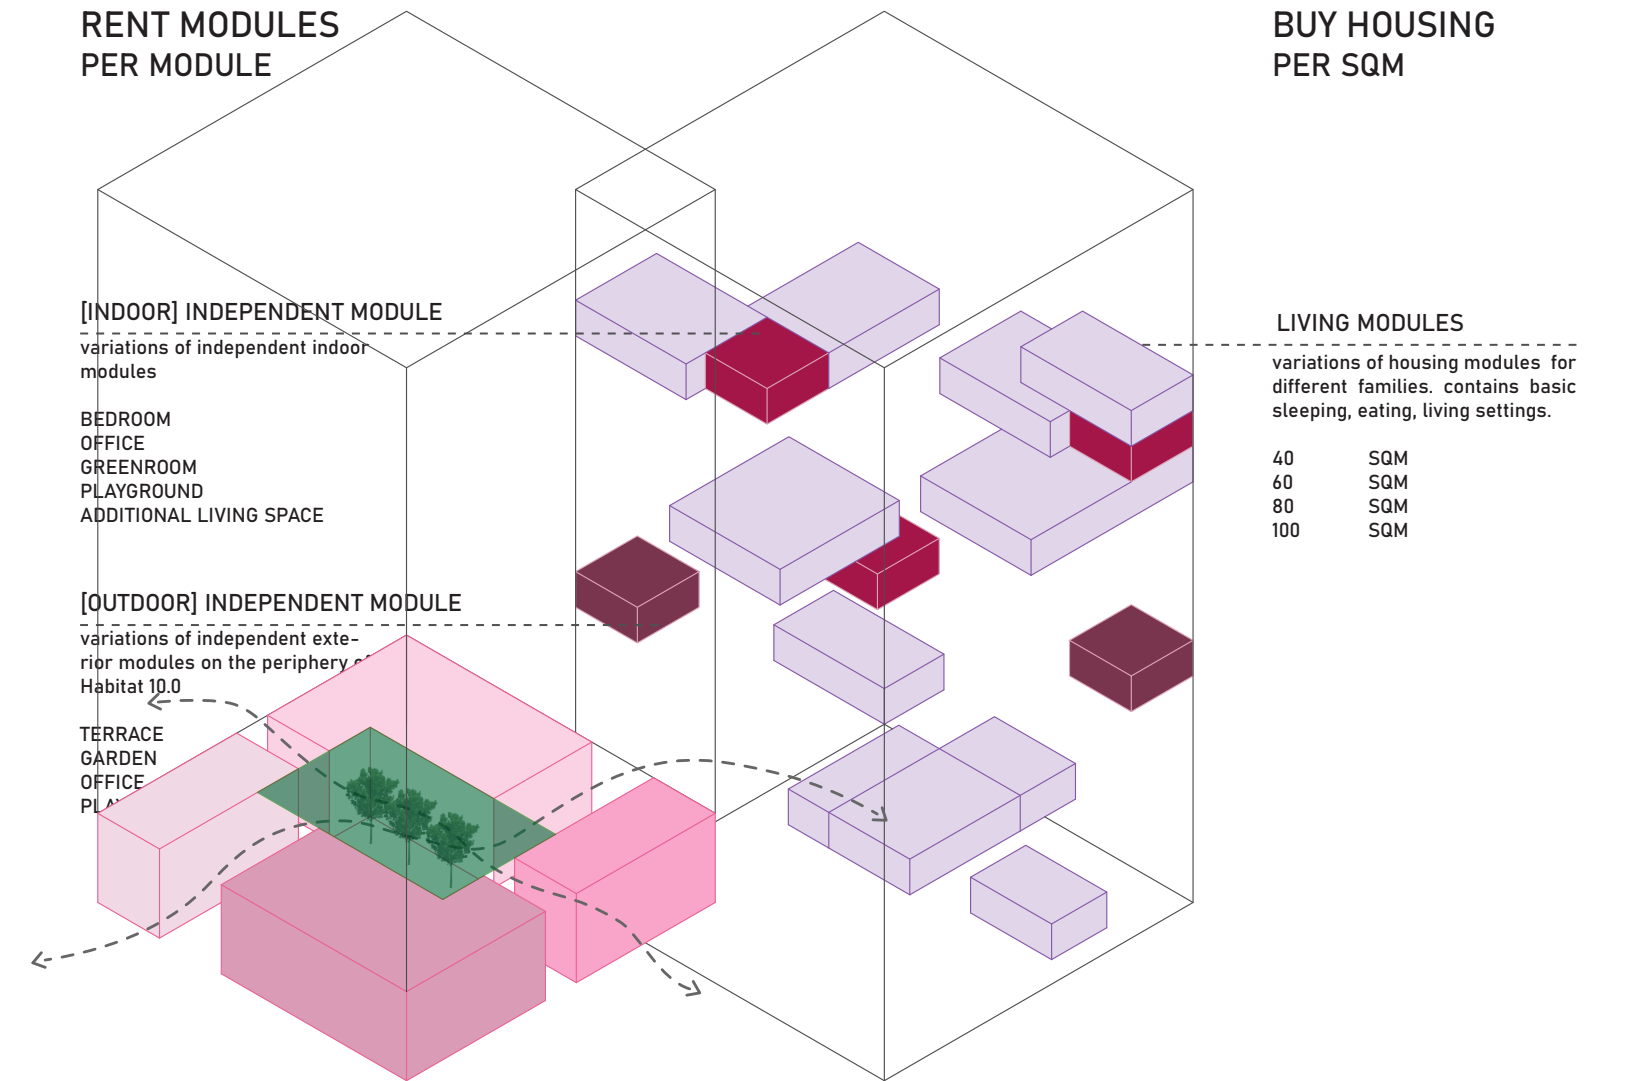 RENT MODULES
PER MODULE
[INDOOR] INDEPENDENT MODULE
variations of independent indoor
modules
BEDROOM
OFFICE
GREENROOM
PLAYGROUND
ADDITIONAL LIVING SPACE
[OUTDOOR] INDEPENDENT MODULE
variations of independent exte-
rior modules on the periphery of
Habitat 10.0
TERRACE
GARDEN
OFFICE
BUY HOUSING
PER SQM
LIVING MODULES
variations of housing modules for
different families. contains basic
sleeping, eating, living settings.
40 SQM
60 SQM
80 SQM
100 SQM